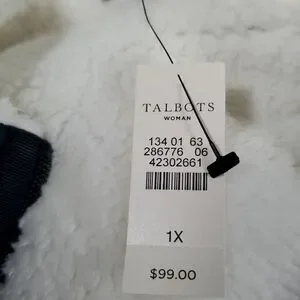 TALBOTS
WOMAN
134 01 63
286776 06
42302661
1X
$99.00